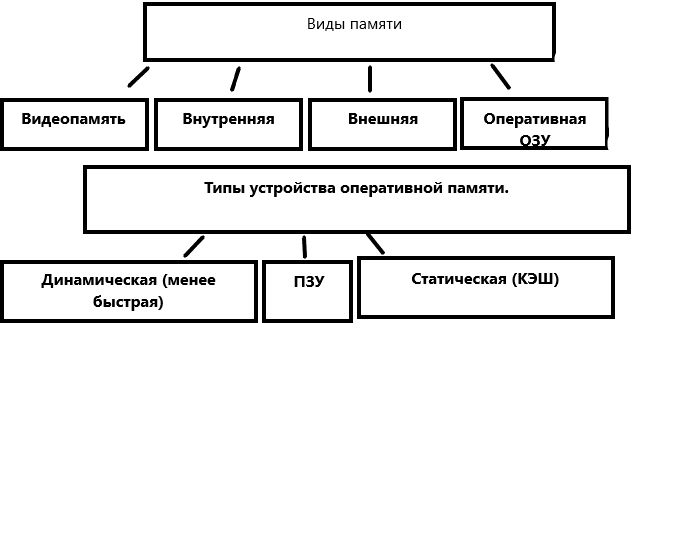 Виды памяти
Видеопамять
Внутренняя
Внешняя
Оперативная
ОЗУ
Типы устройства оперативной памяти.
Динамическая (менее
быстрая)
ПЗУ
Статическая (КЭШ)